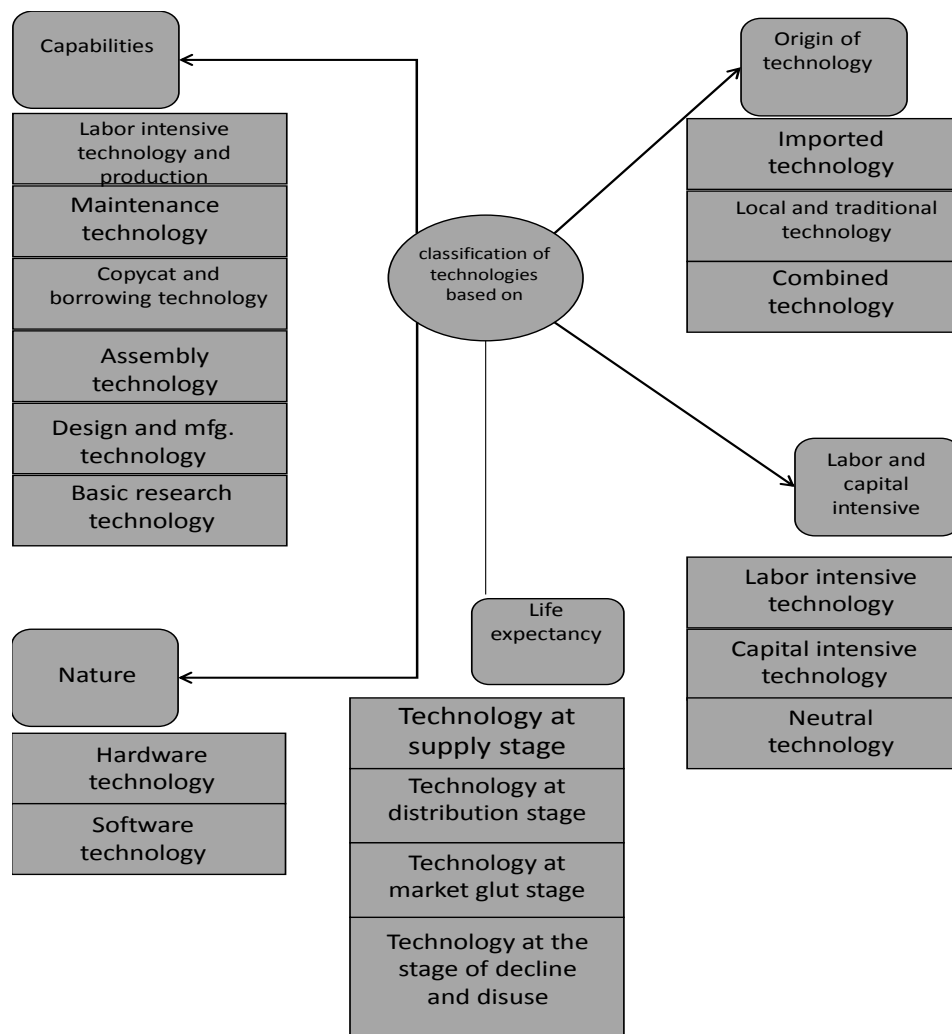 Capabilities
Labor intensive
technology and
production
Maintenance
technology
Copycat and
borrowing technology
Assembly
technology
Design and mfg.
technology
Basic research
technology
classification of
technologies
based on
Origin of
technology
Imported
technology
Local and traditional
technology
Combined
technology
Labor and
capital
intensive
Labor intensive
technology
Capital intensive
technology
Neutral
technology
Nature
Hardware
technology
Software
technology
Life
expectancy
Technology at
supply stage
Technology at
distribution stage
Technology at
market glut stage
Technology at the
stage of decline
and disuse